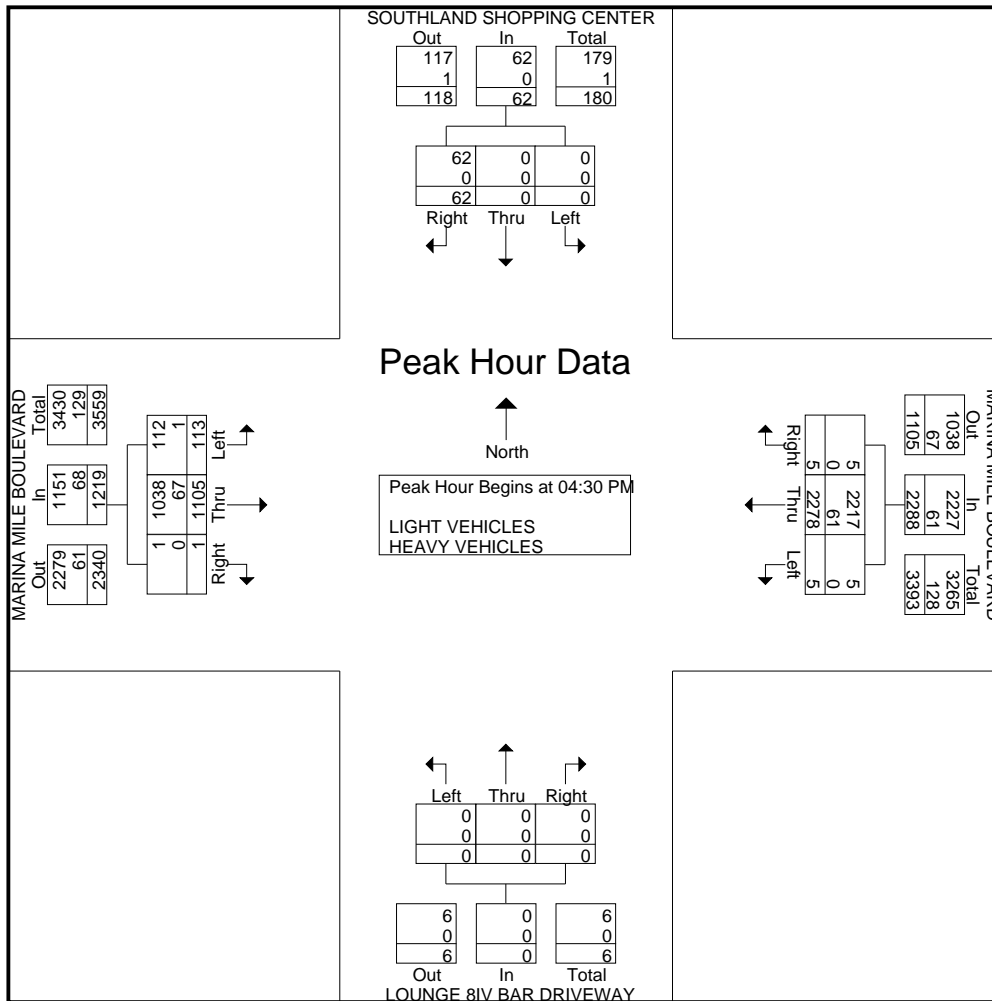 SOUTHLAND SHOPPING CENTER
Out In Total
117 62 179
1 0 1
118 62 180
62 0 0
0 0 0
62 0 0
Right Thru Left
Peak Hour Data
North
Peak Hour Begins at 04:30 PM
LIGHT VEHICLES
HEAVY VEHICLES
MARINA MILE BOULEVARD
Out In Total
2279 1151 3430
61 68 129
2340 1219 3559
1 1038 112
0 67 1
1 1105 113
Right Thru Left
MARINA MILE BOULEVARD
Out In Total
1038 2227 3265
67 61 128
1105 2288 3393
5 2217 5
0 61 0
5 2278 5
Right Thru Left
Left Thru Right
0 0 0
0 0 0
0 0 0
6 0 6
0 0 0
6 0 6
Out In Total
LOUNGE 8IV BAR DRIVEWAY